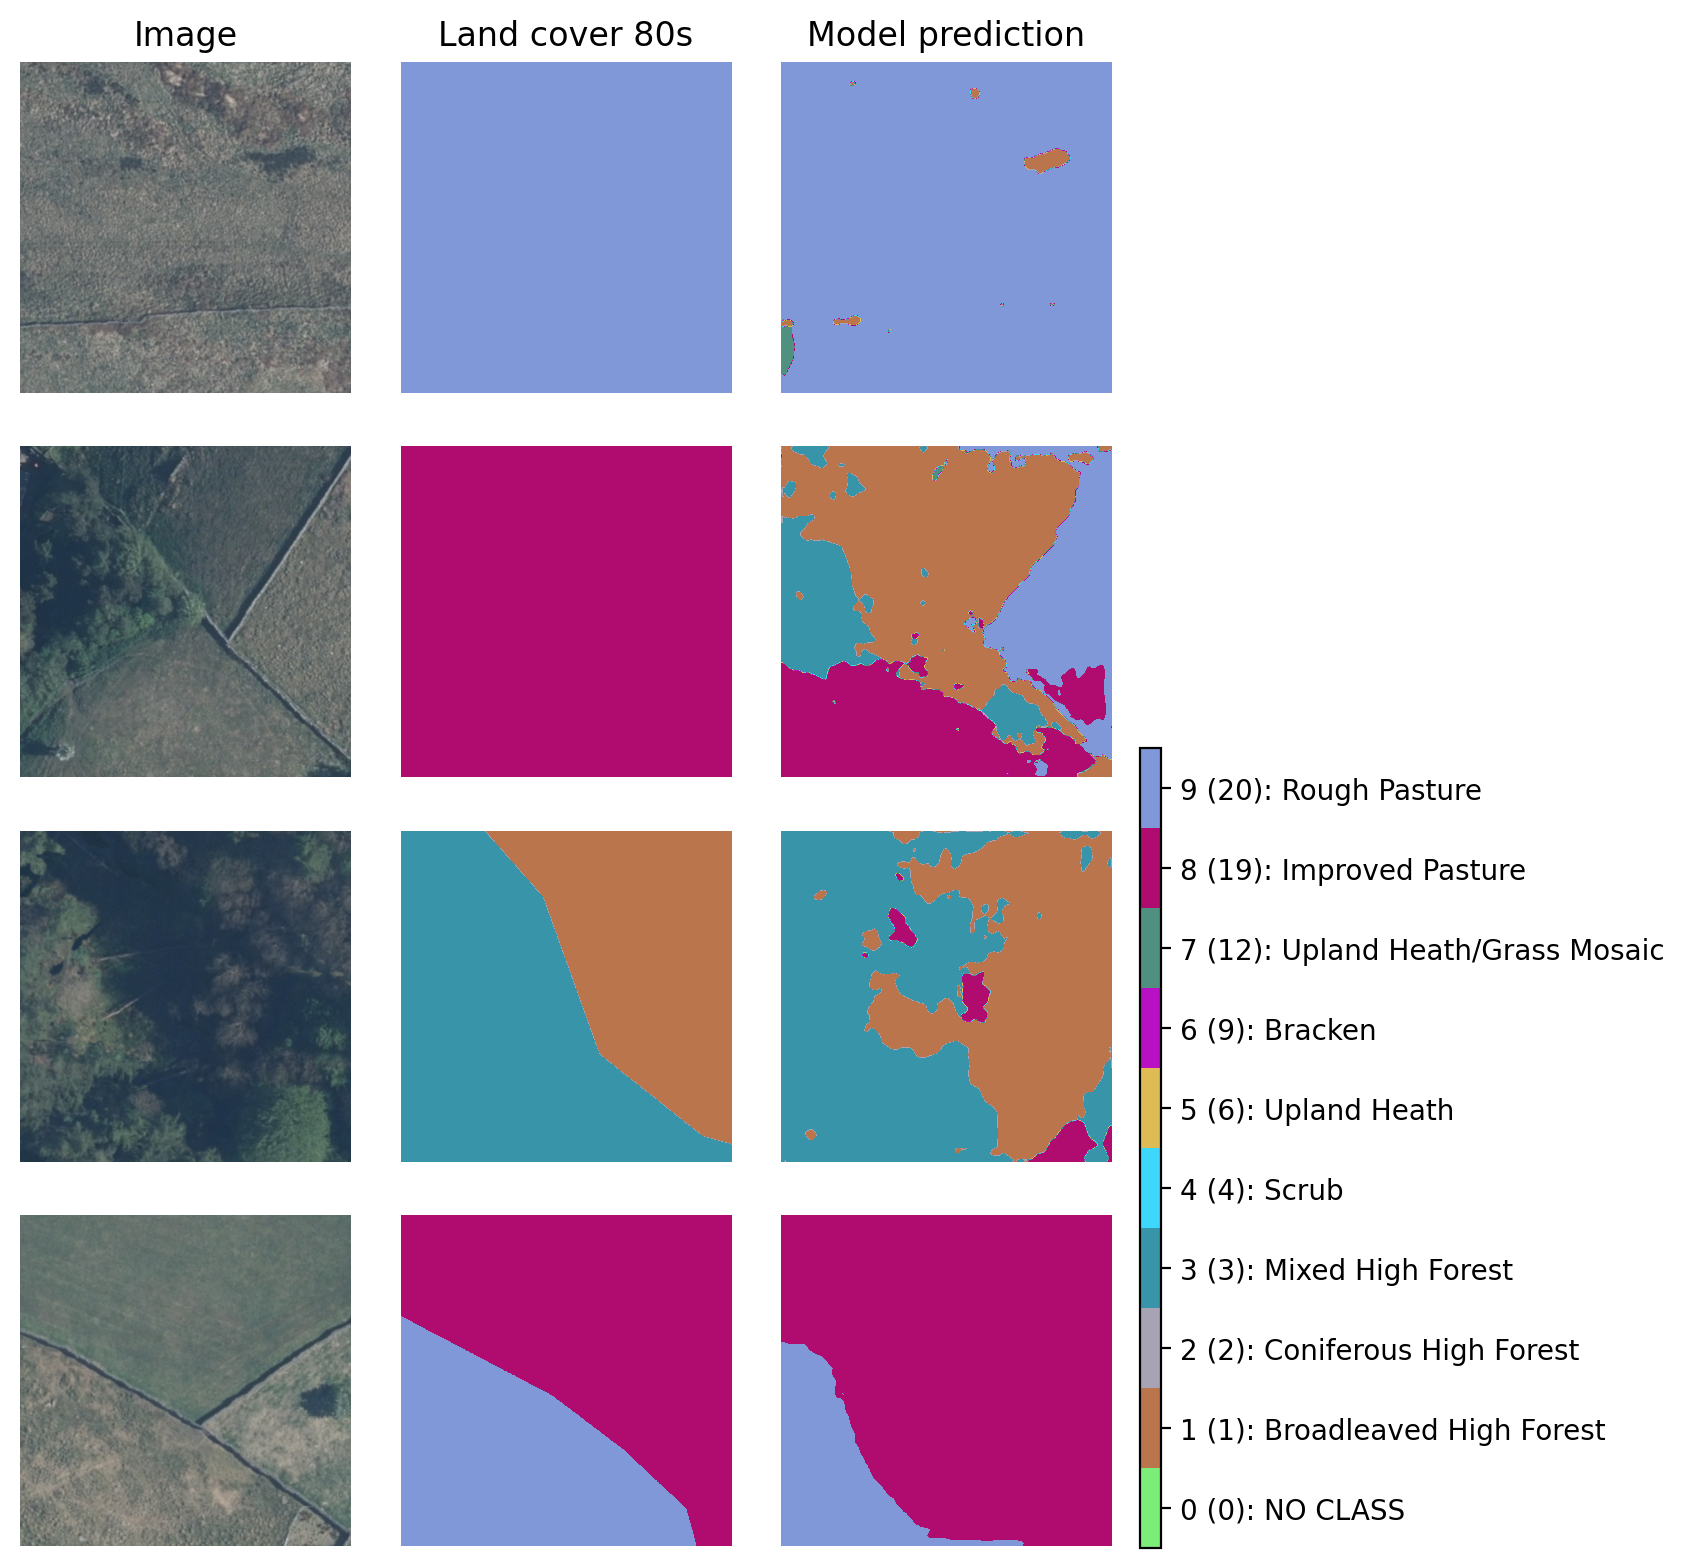 Image
Land cover 80s
Model prediction
9 (20): Rough Pasture
8 (19): Improved Pasture
7 (12): Upland Heath/Grass Mosaic
6 (9): Bracken
5 (6): Upland Heath
4 (4): Scrub
3 (3): Mixed High Forest
2 (2): Coniferous High Forest
1 (1): Broadleaved High Forest
0 (0): NO CLASS